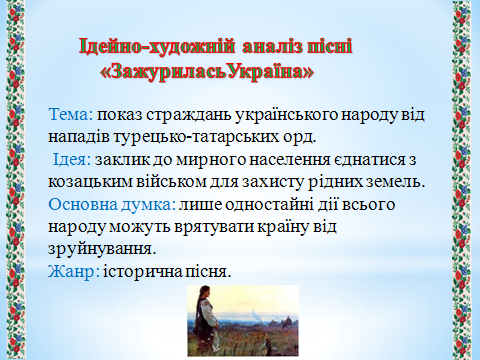 Ідейно-художній аналіз пісні
«ЗажуриласьУкраїна»
Тема: показ страждань українського народу від
нападів турецько-татарських орд.
Ідея: заклик до мирного населення єднатися з
козацьким військом для захисту рідних земель.
Основна думка: лише одностайні дії всього
народу можуть врятувати країну від
зруйнування.
Жанр: історична пісня.